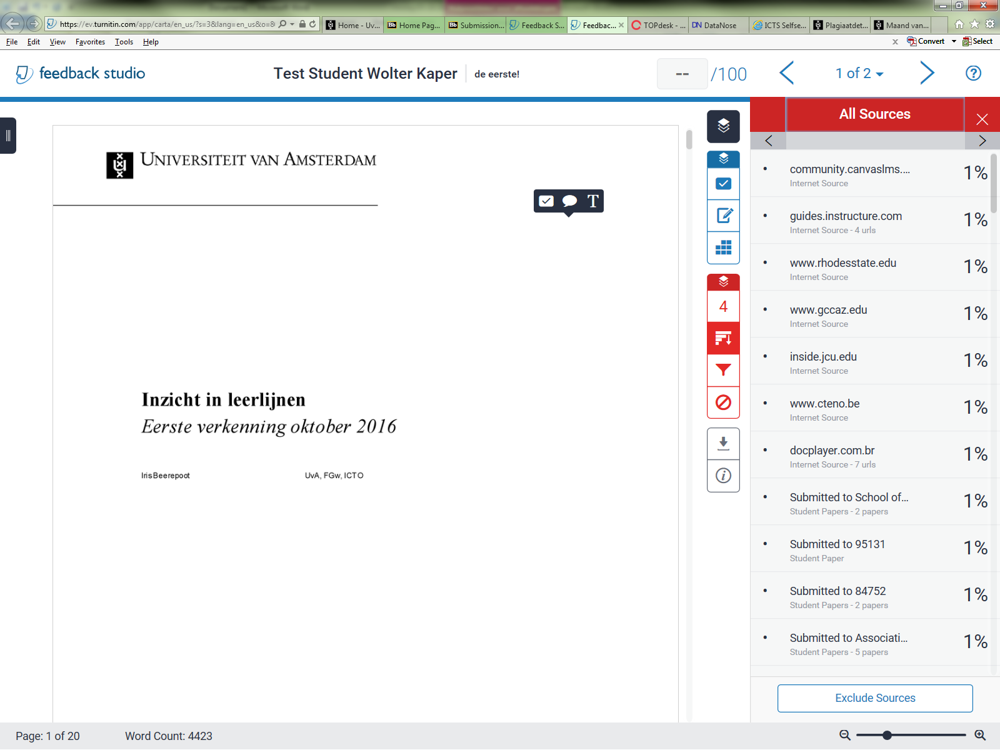 https://ev.turnitin.com/app/carta/en_us/?s=3&lang=en_us&o=8
Home - Uv...
Home Pag...
Submission...
Feedback S...
Feedbac...
TOPdesk - ...
DataNose
ICTS Selfse...
Plagiaatdet...
Maand van...
File Edit View Favorites Tools Help
Convert
Select
feedback studio
Test Student Wolter Kaper
de eerste!
-- /100
1 of 2
All Sources
UNIVERSITEIT VAN AMSTERDAM
T
4
Inzicht in leerlijnen
Eerste verkenning oktober 2016
Iris Beerepoot
UvA, FGw, ICTO
community.canvaslms....
Internet Source
1%
guides.instructure.com
Internet Source - 4 urls
1%
www.rhodesstate.edu
Internet Source
1%
www.gccaz.edu
Internet Source
1%
inside.jcu.edu
Internet Source
1%
www.cteno.be
Internet Source
1%
docplayer.com.br
Internet Source - 7 urls
1%
Submitted to School of...
Student Papers - 2 papers
1%
Submitted to 95131
Student Paper
1%
Submitted to 84752
Student Papers - 2 papers
1%
Submitted to Associati...
Student Papers - 5 papers
1%
Exclude Sources
Page: 1 of 20
Word Count: 4423